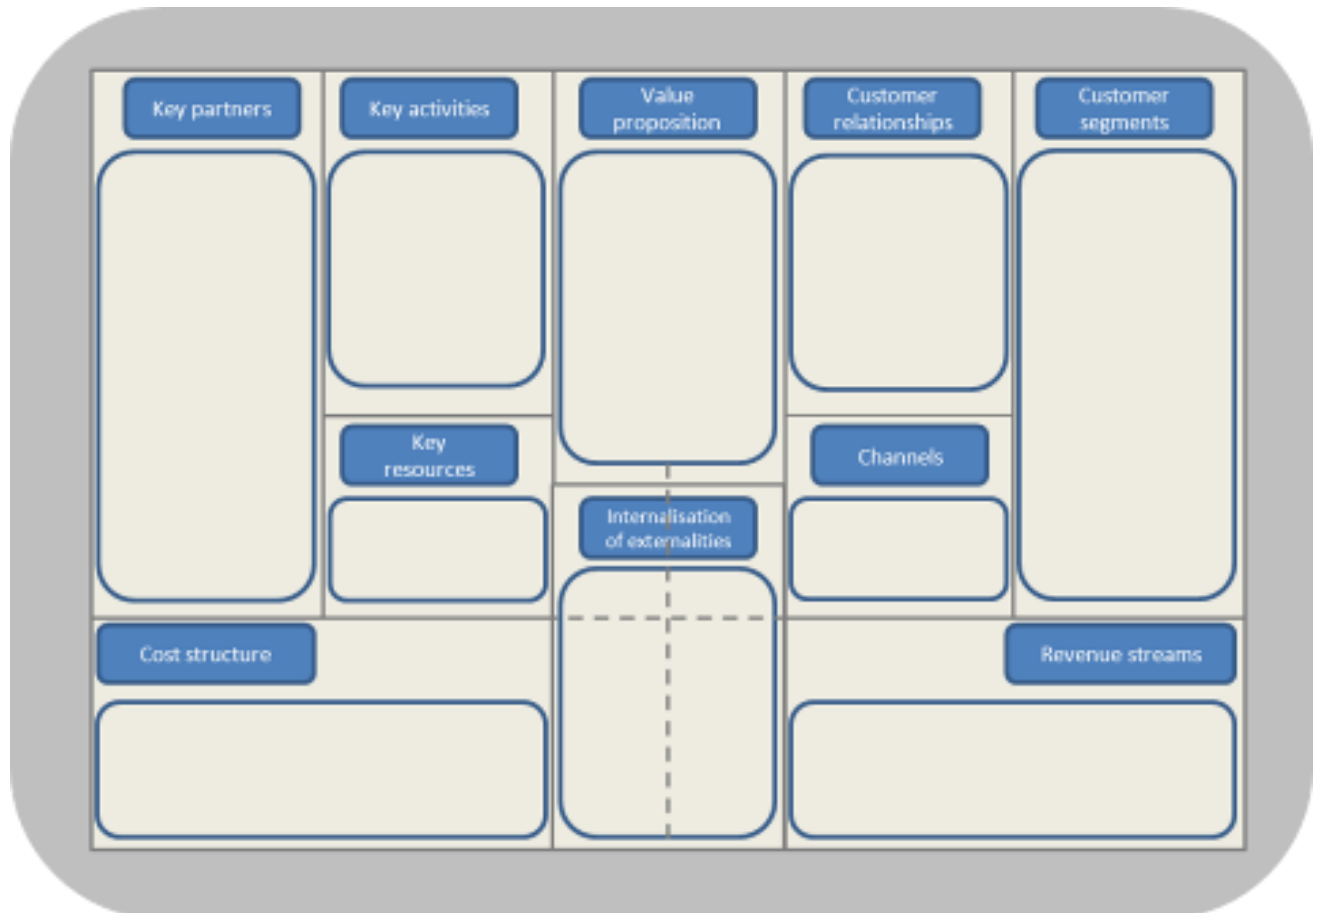 Key partners
Key activities
Value
proposition
Customer
relationships
Customer
segments
Key
resources
Channels
Internalisation
of externalities
Cost structure
Revenue streams